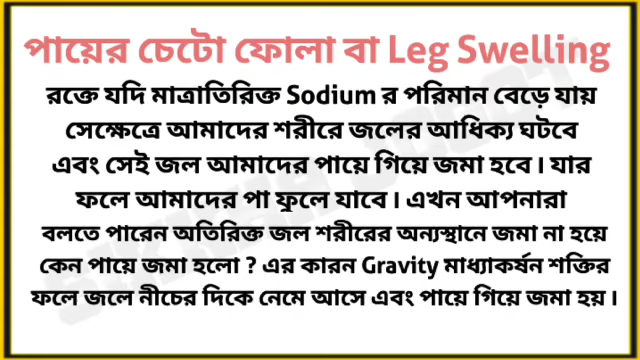 পায়ের চেটো ফোলা বা Leg Swelling
রক্তে যদি মাত্রাতিরিক্ত Sodium র পরিমান বেড়ে যায়
সেক্ষেত্রে আমাদের শরীরে জলের আধিক্য ঘটবে
এবং সেই জল আমাদের পায়ে গিয়ে জমা হবে। যার
ফলে আমাদের পা ফুলে যাবে। এখন আপনারা
বলতে পারেন অতিরিক্ত জল শরীরের অন্যস্থানে জমা না হয়ে
কেন পায়ে জমা হলো ? এর কারন Gravity মাধ্যাকর্ষন শক্তির
ফলে জলে নীচের দিকে নেমে আসে এবং পায়ে গিয়ে জমা হয়।